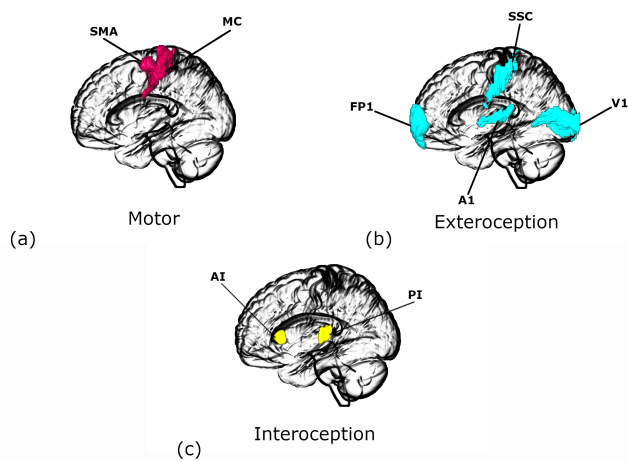 SMA
MC
Motor
(a)
SSC
FP1
V1
A1
Exteroception
(b)
AI
PI
Interoception
(c)